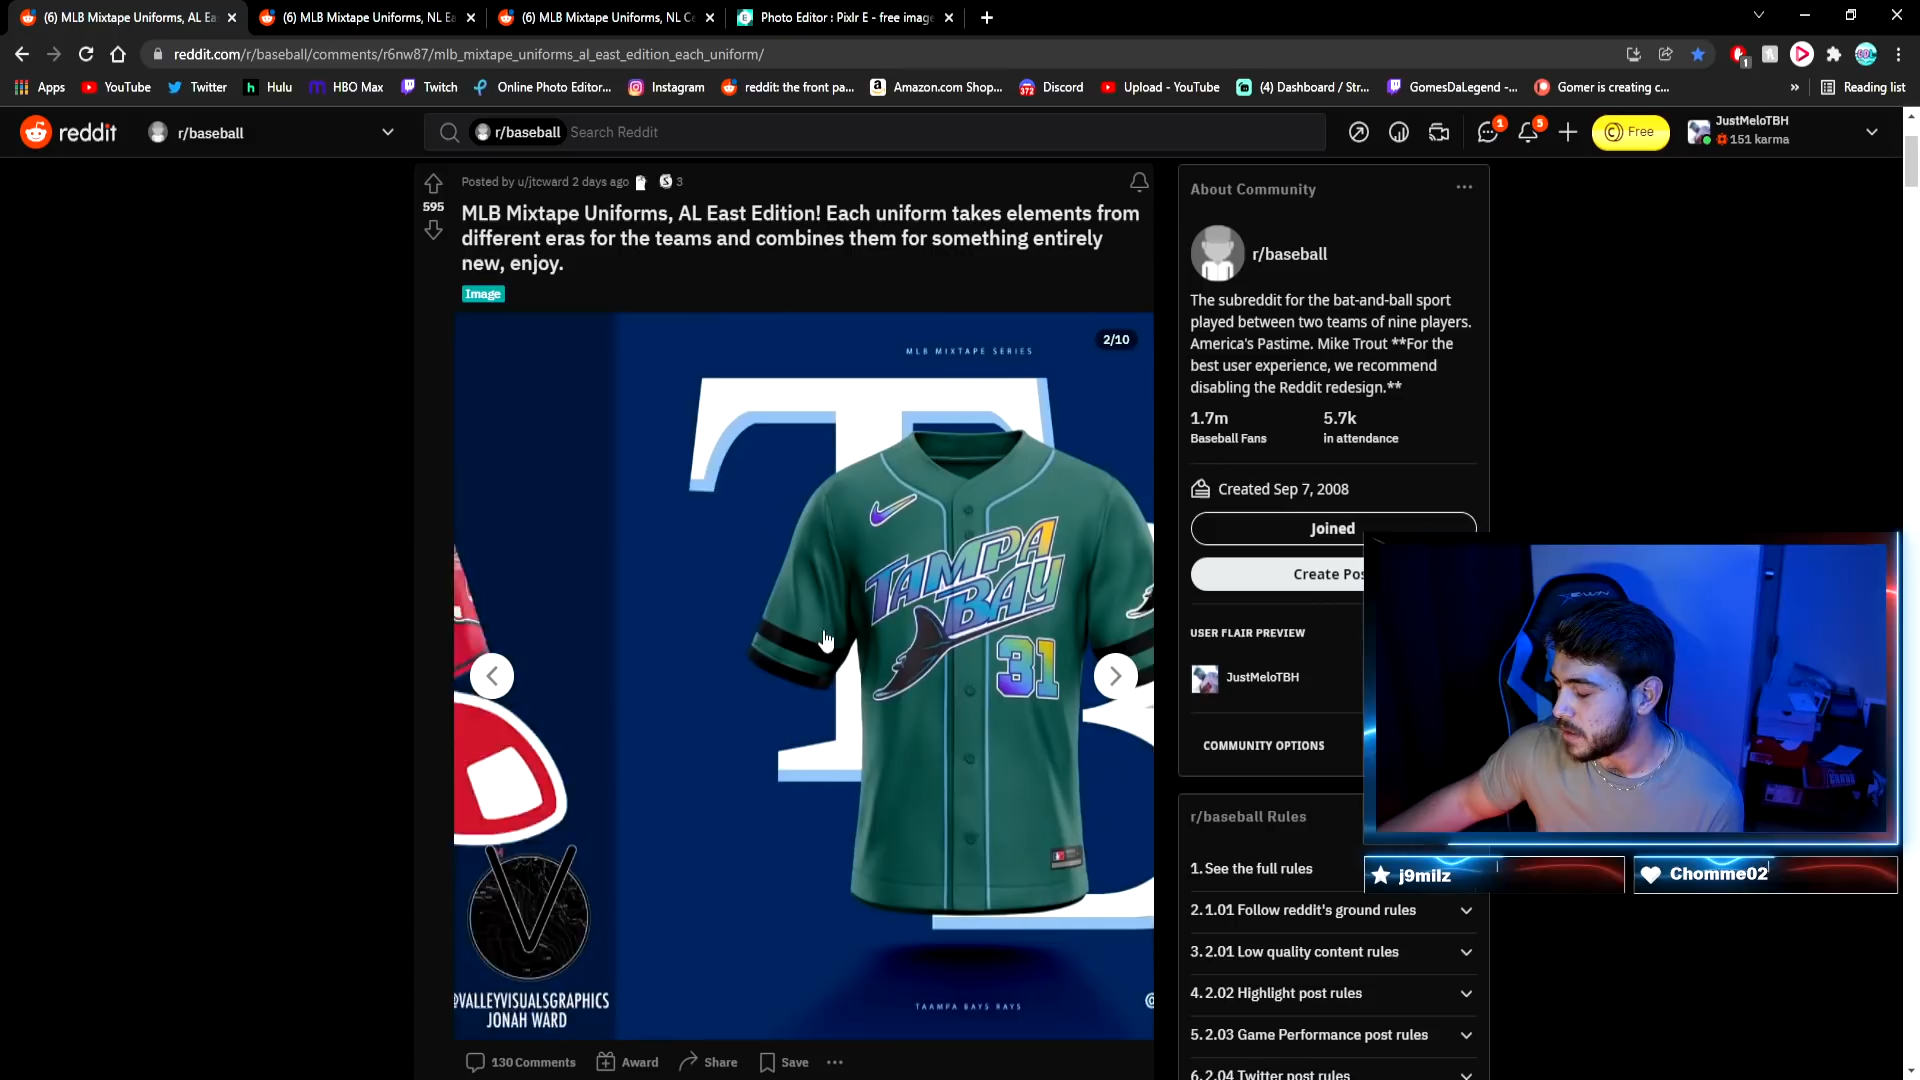 (6) MLB Mixtape Uniforms, AL Ea
(6) MLB Mixtape Uniforms, NL Ea
(6) MLB Mixtape Uniforms, NL Ce
Photo Editor : Pixlr E - free image
reddit.com/r/baseball/comments/r6nw87/mlb_mixtape_uniforms_al_east_edition_each_uniform/
Apps
YouTube
Twitter
Hulu
HBO Max
Twitch
Online Photo Editor...
Instagram
reddit: the front pa...
Amazon.com Shop...
Discord
Upload - YouTube
(4) Dashboard / Str...
GomesDaLegend -...
Gomer is creating c...
»
Reading list
reddit
r/baseball
r/baseball
Search Reddit
1
5
Free
JustMeloTBH
151 karma
Posted by u/jtcward 2 days ago
3
595
MLB Mixtape Uniforms, AL East Edition! Each uniform takes elements from
different eras for the teams and combines them for something entirely
new, enjoy.
Image
MLB MIXTAPE SERIES
2/10
TB
TAMPA
BAY
31
@VALLEYVISUALSGRAPHICS
JONAH WARD
TAAMPA BAYS RAYS
130 Comments
Award
Share
Save
About Community
r/baseball
The subreddit for the bat-and-ball sport
played between two teams of nine players.
America's Pastime. Mike Trout **For the
best user experience, we recommend
disabling the Reddit redesign.**
1.7m
5.7k
Baseball Fans
in attendance
Created Sep 7, 2008
Joined
Create Pos
USER FLAIR PREVIEW
JustMeloTBH
COMMUNITY OPTIONS
r/baseball Rules
1. See the full rules
2. 1.01 Follow reddit's ground rules
3. 2.01 Low quality content rules
4. 2.02 Highlight post rules
5. 2.03 Game Performance post rules
6. 2.04 Twitter post rules
EWIN
j9milz
Chomme02